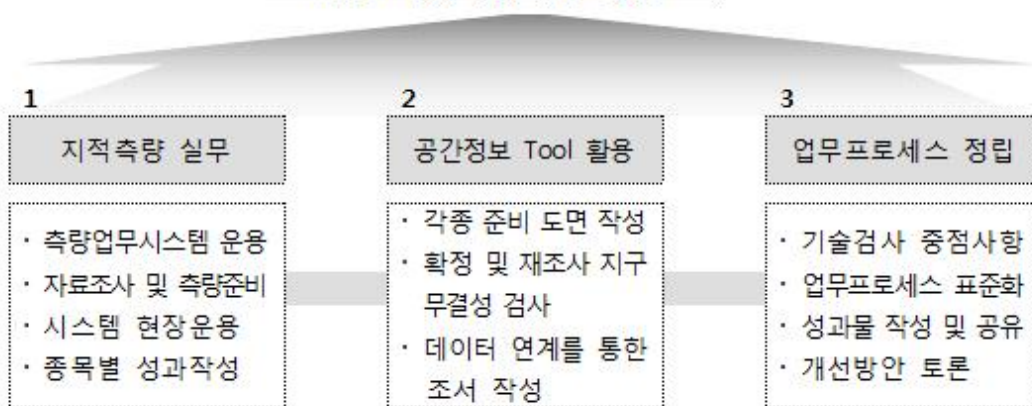 1
지적측량 실무
· 측량업무시스템 운용
· 자료조사 및 측량준비
· 시스템 현장운용
· 종목별 성과작성
2
공간정보 Tool 활용
· 각종 준비 도면 작성
· 확정 및 재조사 지구
무결성 검사
· 데이터 연계를 통한
조서 작성
3
업무프로세스 정립
· 기술검사 중점사항
· 업무프로세스 표준화
· 성과물 작성 및 공유
· 개선방안 토론